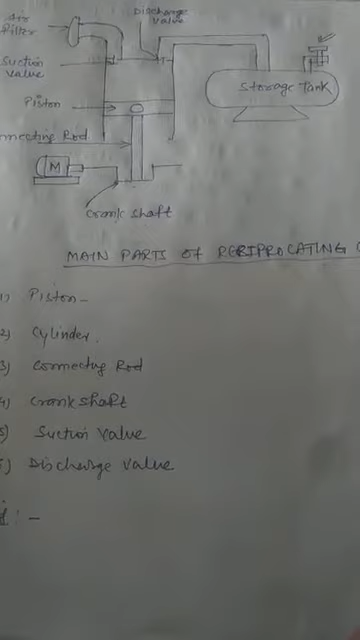 Air
Filter
Discharge
valve
Suction
valve
Storage Tank
Piston
nnecting Rod
M
Crank shaft
MAIN PARTS OF RECIPROCATING C
1) Piston -
2) Cylinder.
3) Connecting Rod
4) Crank shaft
5) Suction valve
6) Discharge valve
: -